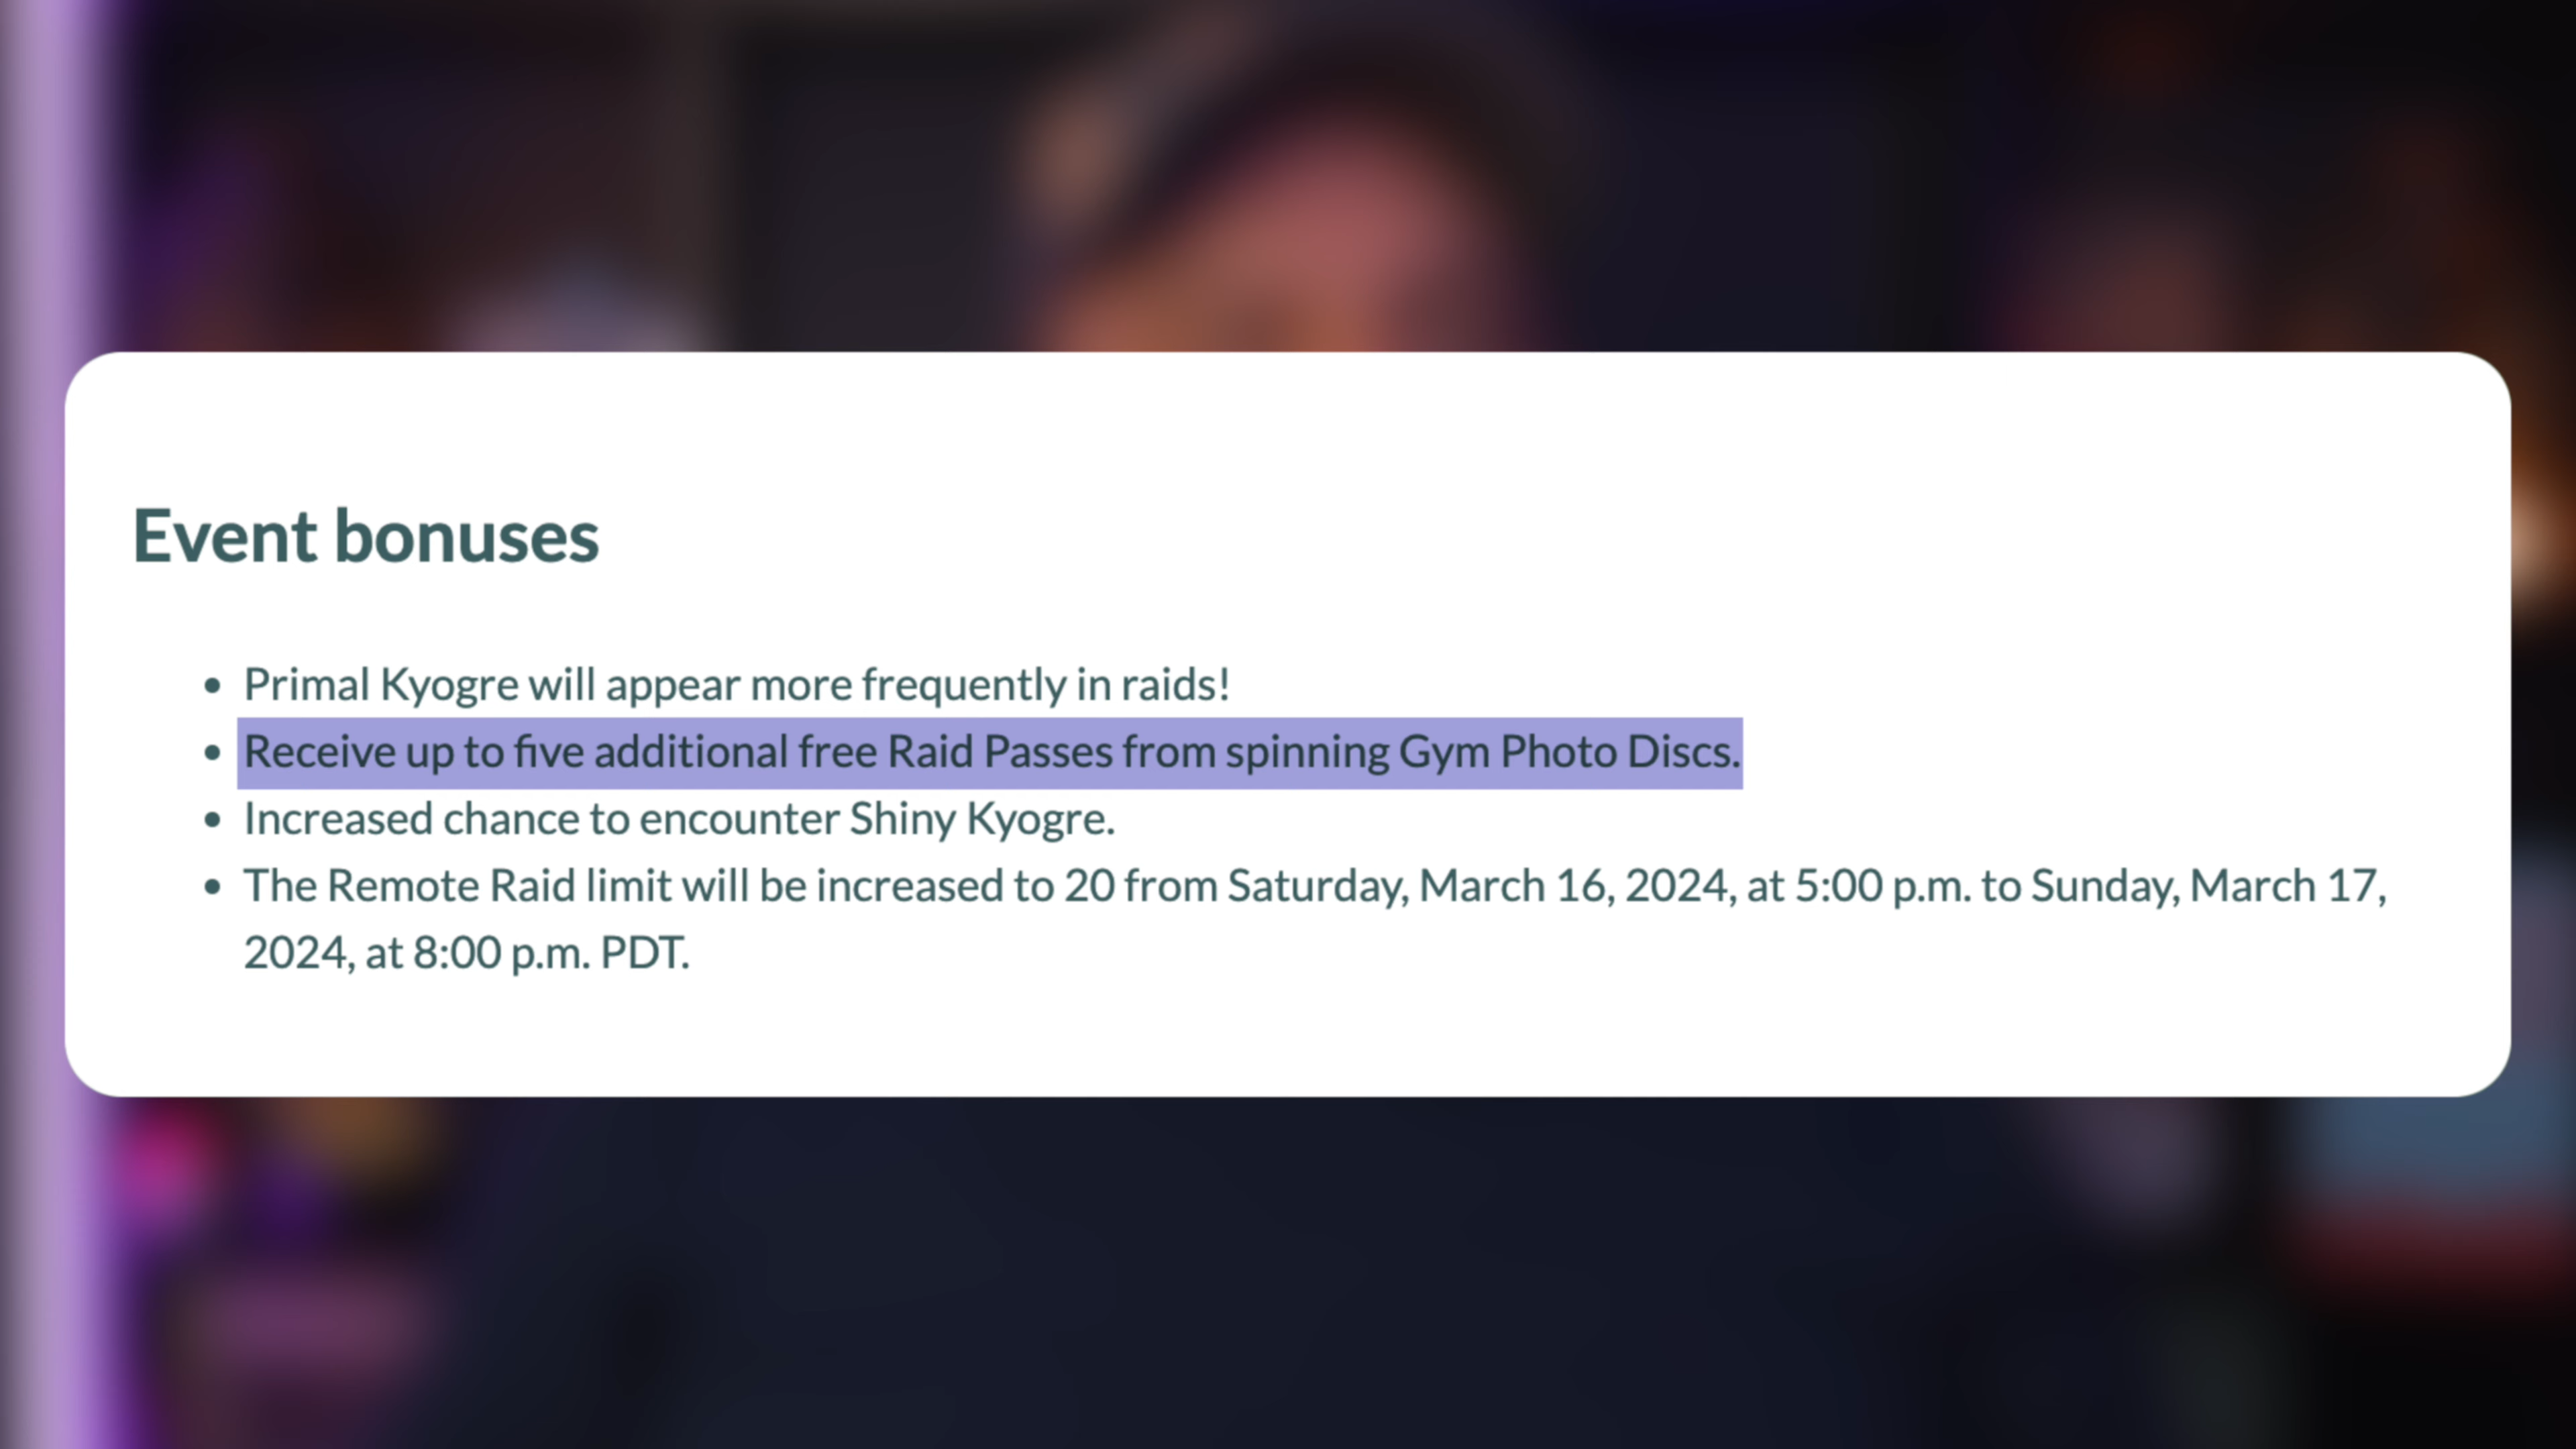 Event bonuses
• Primal Kyogre will appear more frequently in raids!
• Receive up to five additional free Raid Passes from spinning Gym Photo Discs.
• Increased chance to encounter Shiny Kyogre.
• The Remote Raid limit will be increased to 20 from Saturday, March 16, 2024, at 5:00 p.m. to Sunday, March 17,
2024, at 8:00 p.m. PDT.